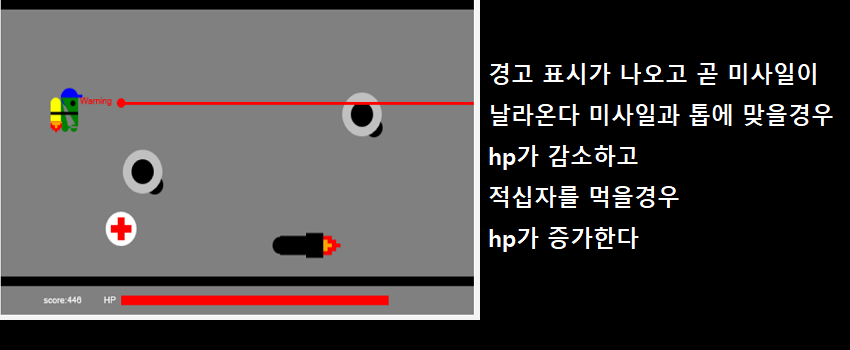 Warning
score:446 HP
경고 표시가 나오고 곧 미사일이
날라온다 미사일과 톱에 맞을경우
hp가 감소하고
적십자를 먹을경우
hp가 증가한다